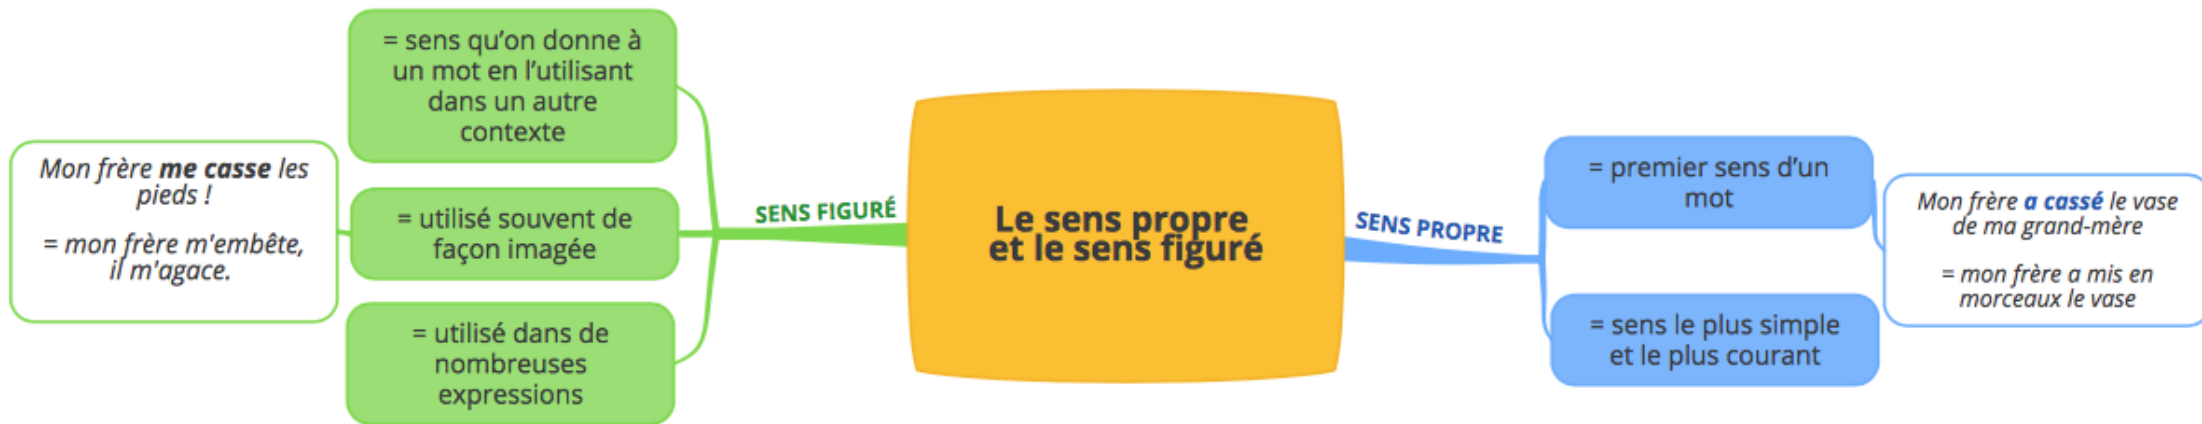 = sens qu’on donne à
un mot en l’utilisant
dans un autre
contexte
Mon frère me casse les
pieds !
= mon frère m'embête,
il m'agace.
= utilisé souvent de
façon imagée
= utilisé dans de
nombreuses
expressions
SENS FIGURÉ
Le sens propre
et le sens figuré
SENS PROPRE
= premier sens d’un
mot
= sens le plus simple
et le plus courant
Mon frère a cassé le vase
de ma grand-mère
= mon frère a mis en
morceaux le vase